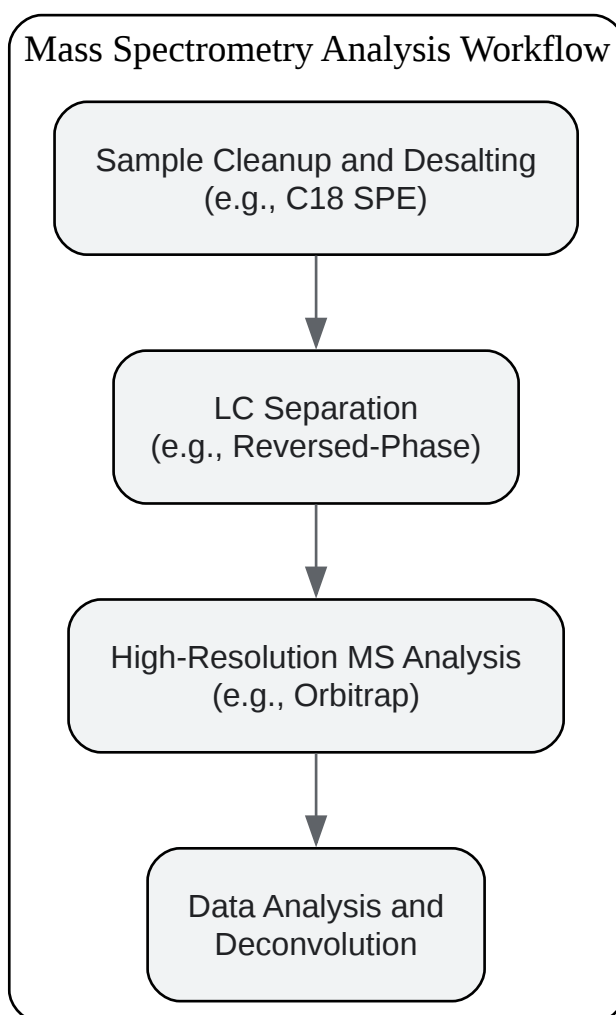 Mass Spectrometry Analysis Workflow
Sample Cleanup and Desalting
(e.g., C18 SPE)
LC Separation
(e.g., Reversed-Phase)
High-Resolution MS Analysis
(e.g., Orbitrap)
Data Analysis and
Deconvolution